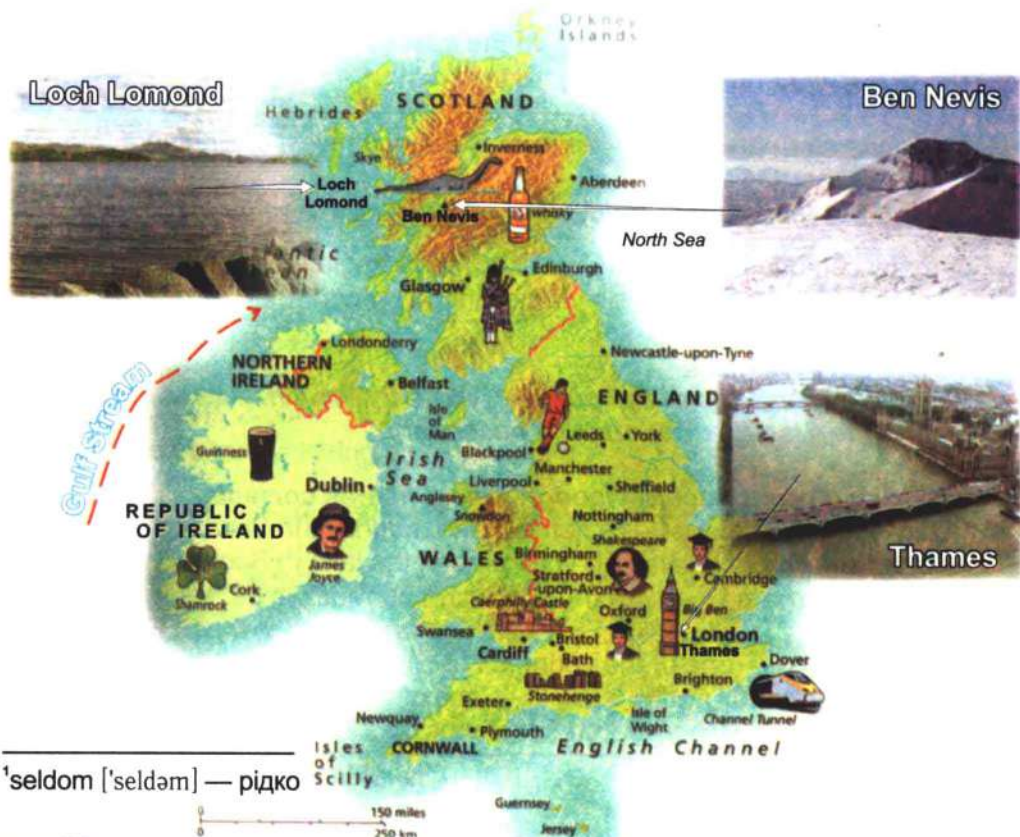 Orkney
Islands
Loch Lomond
Ben Nevis
SCOTLAND
Hebrides
Inverness
Skye
Loch
Lomond
Aberdeen
Ben Nevis
whisky
North Sea
Edinburgh
Glasgow
Gulf Stream
Londonderry
NORTHERN
IRELAND
Newcastle-upon-Tyne
Belfast
ENGLAND
Isle
of
Man
Leeds
York
Guinness
Irish
Sea
Blackpool
Manchester
Dublin
Liverpool
Sheffield
Anglesey
Snowdon
REPUBLIC
OF IRELAND
Nottingham
Shakespeare
WALES
Birmingham
Thames
James
Joyce
Stratford-
upon-Avon
Cambridge
Cork
Shamrock
Caerphilly Castle
Oxford
Big Ben
Swansea
London
Thames
Cardiff
Bristol
Bath
Dover
Stonehenge
Brighton
Exeter
Channel Tunnel
Newquay
Isle of
Wight
Plymouth
CORNWALL
English Channel
Isles
of
Scilly
¹seldom ['seldəm] — рідко
Guernsey
Jersey
0 150 miles
0 250 km